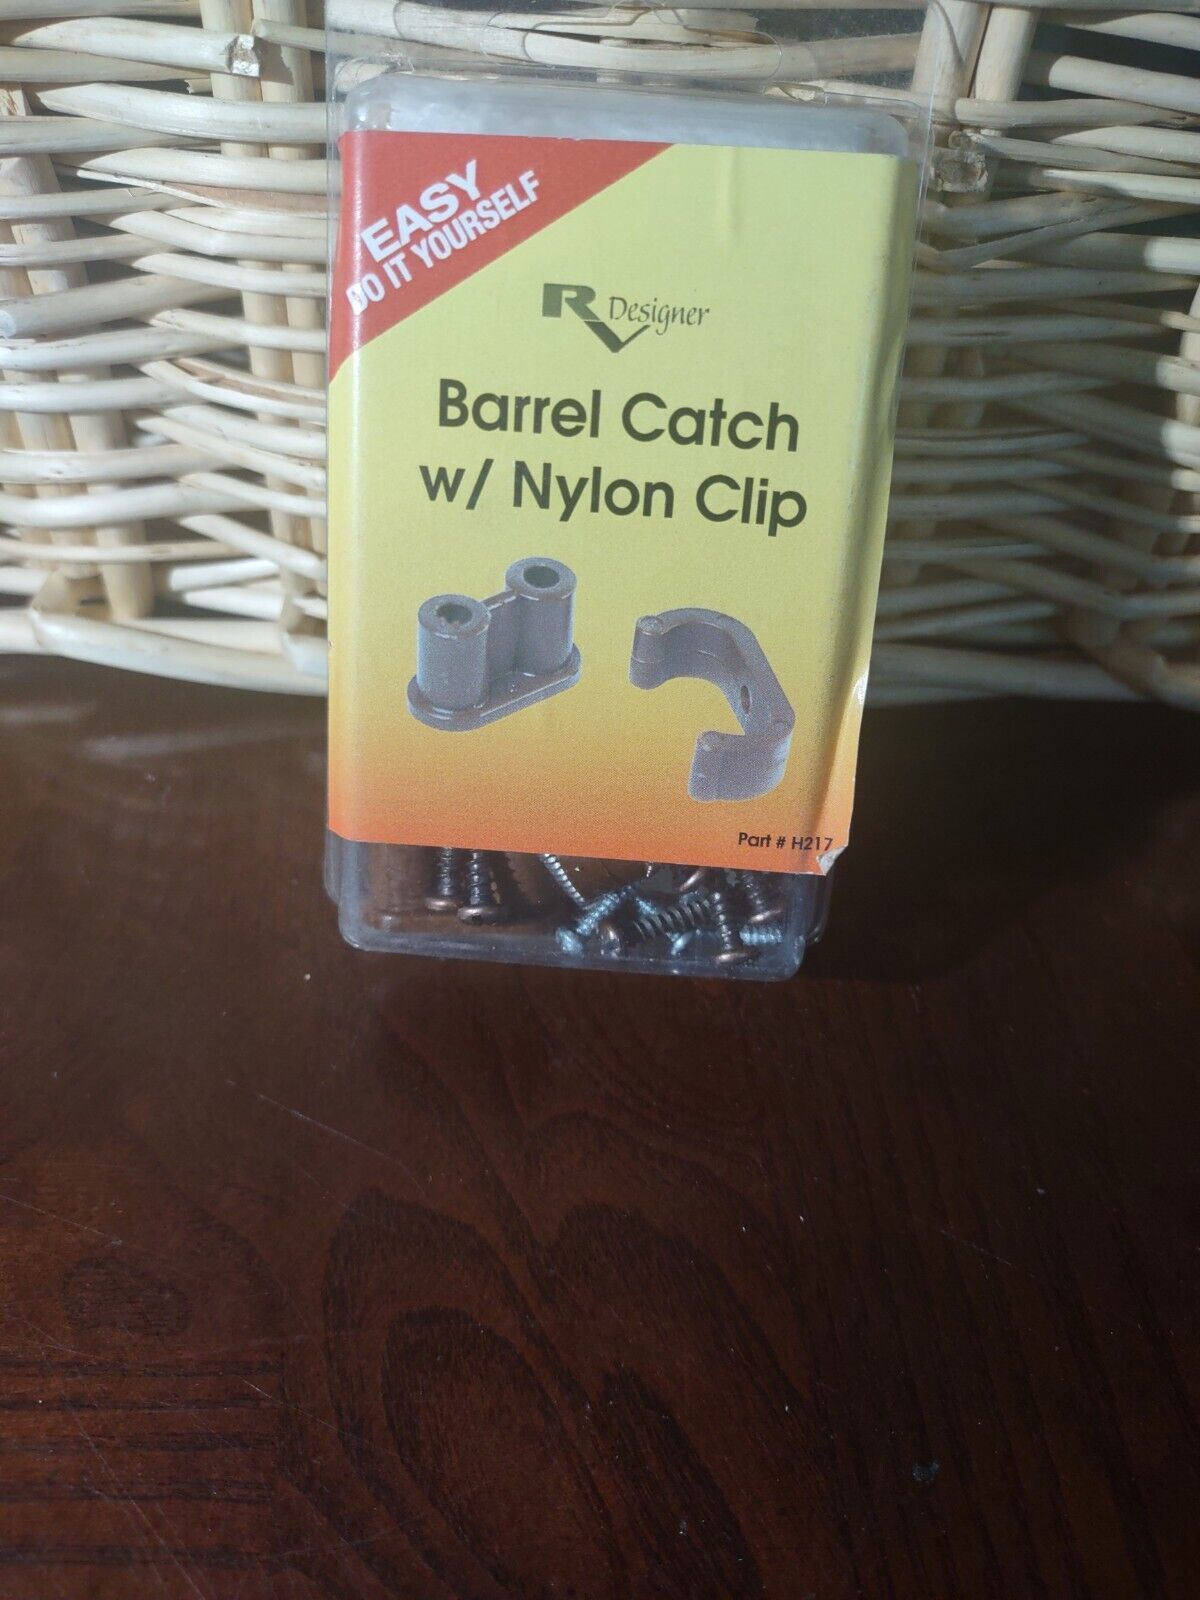 EASY
DO IT YOURSELF
RV Designer
Barrel Catch
w/ Nylon Clip
Part # H217